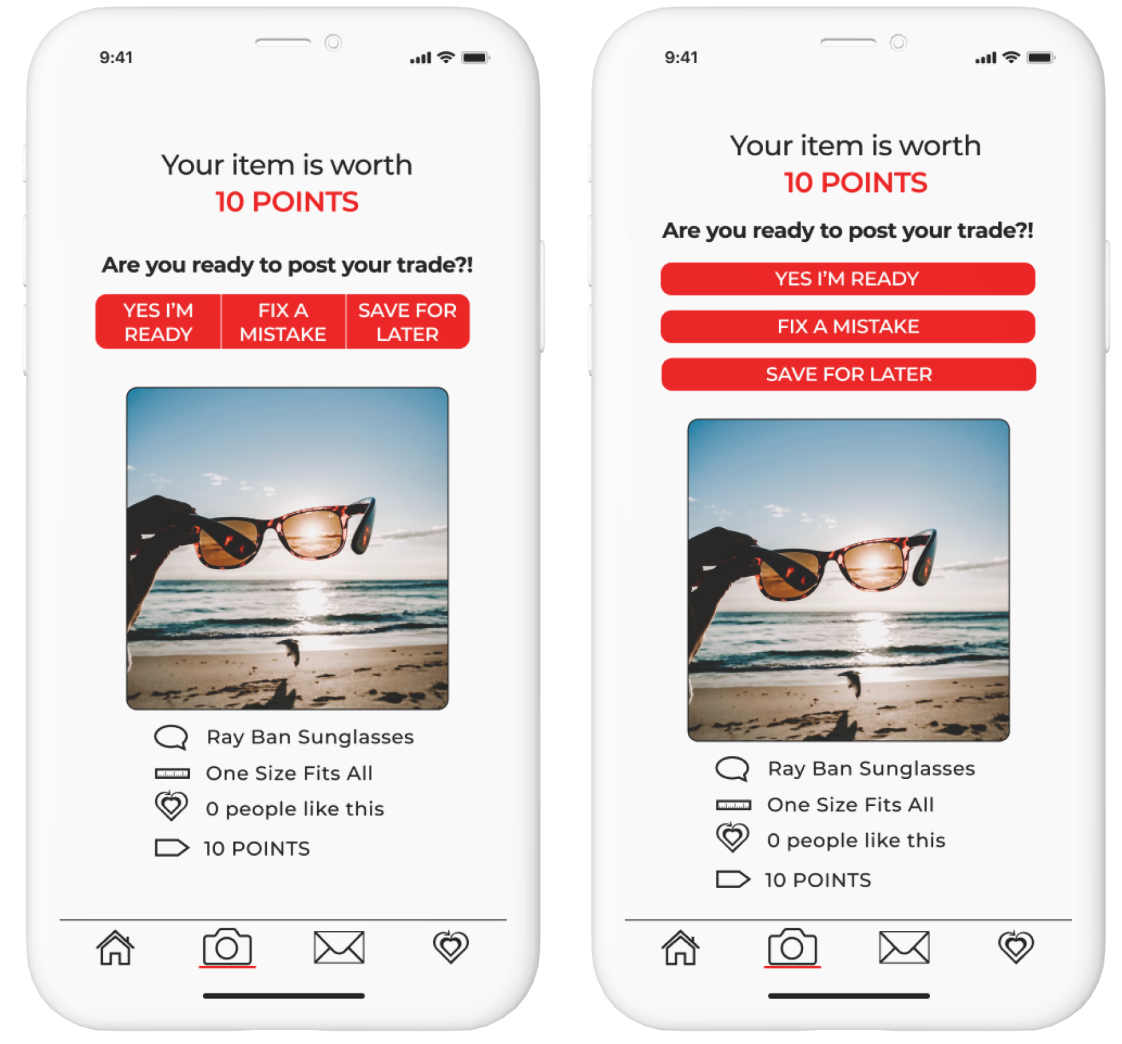 9:41
Your item is worth
10 POINTS
Are you ready to post your trade?!
YES I'M
READY
FIX A
MISTAKE
SAVE FOR
LATER
Ray Ban Sunglasses
One Size Fits All
0 people like this
10 POINTS
9:41
Your item is worth
10 POINTS
Are you ready to post your trade?!
YES I'M READY
FIX A MISTAKE
SAVE FOR LATER
Ray Ban Sunglasses
One Size Fits All
0 people like this
10 POINTS